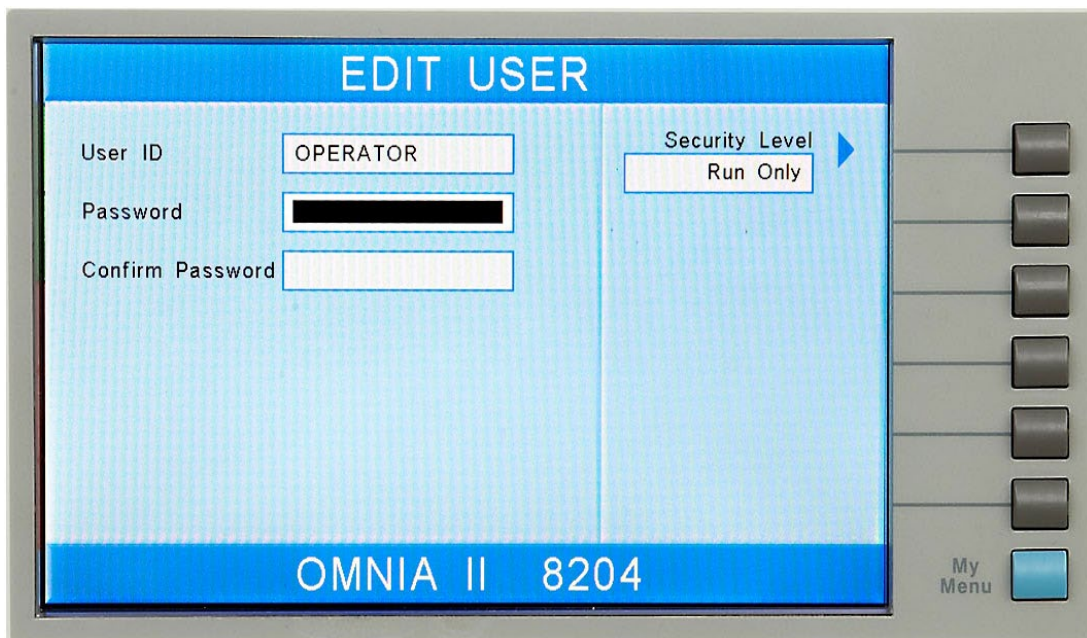 EDIT USER
User ID
OPERATOR
Password
Confirm Password
Security Level
Run Only
OMNIA II 8204
My
Menu